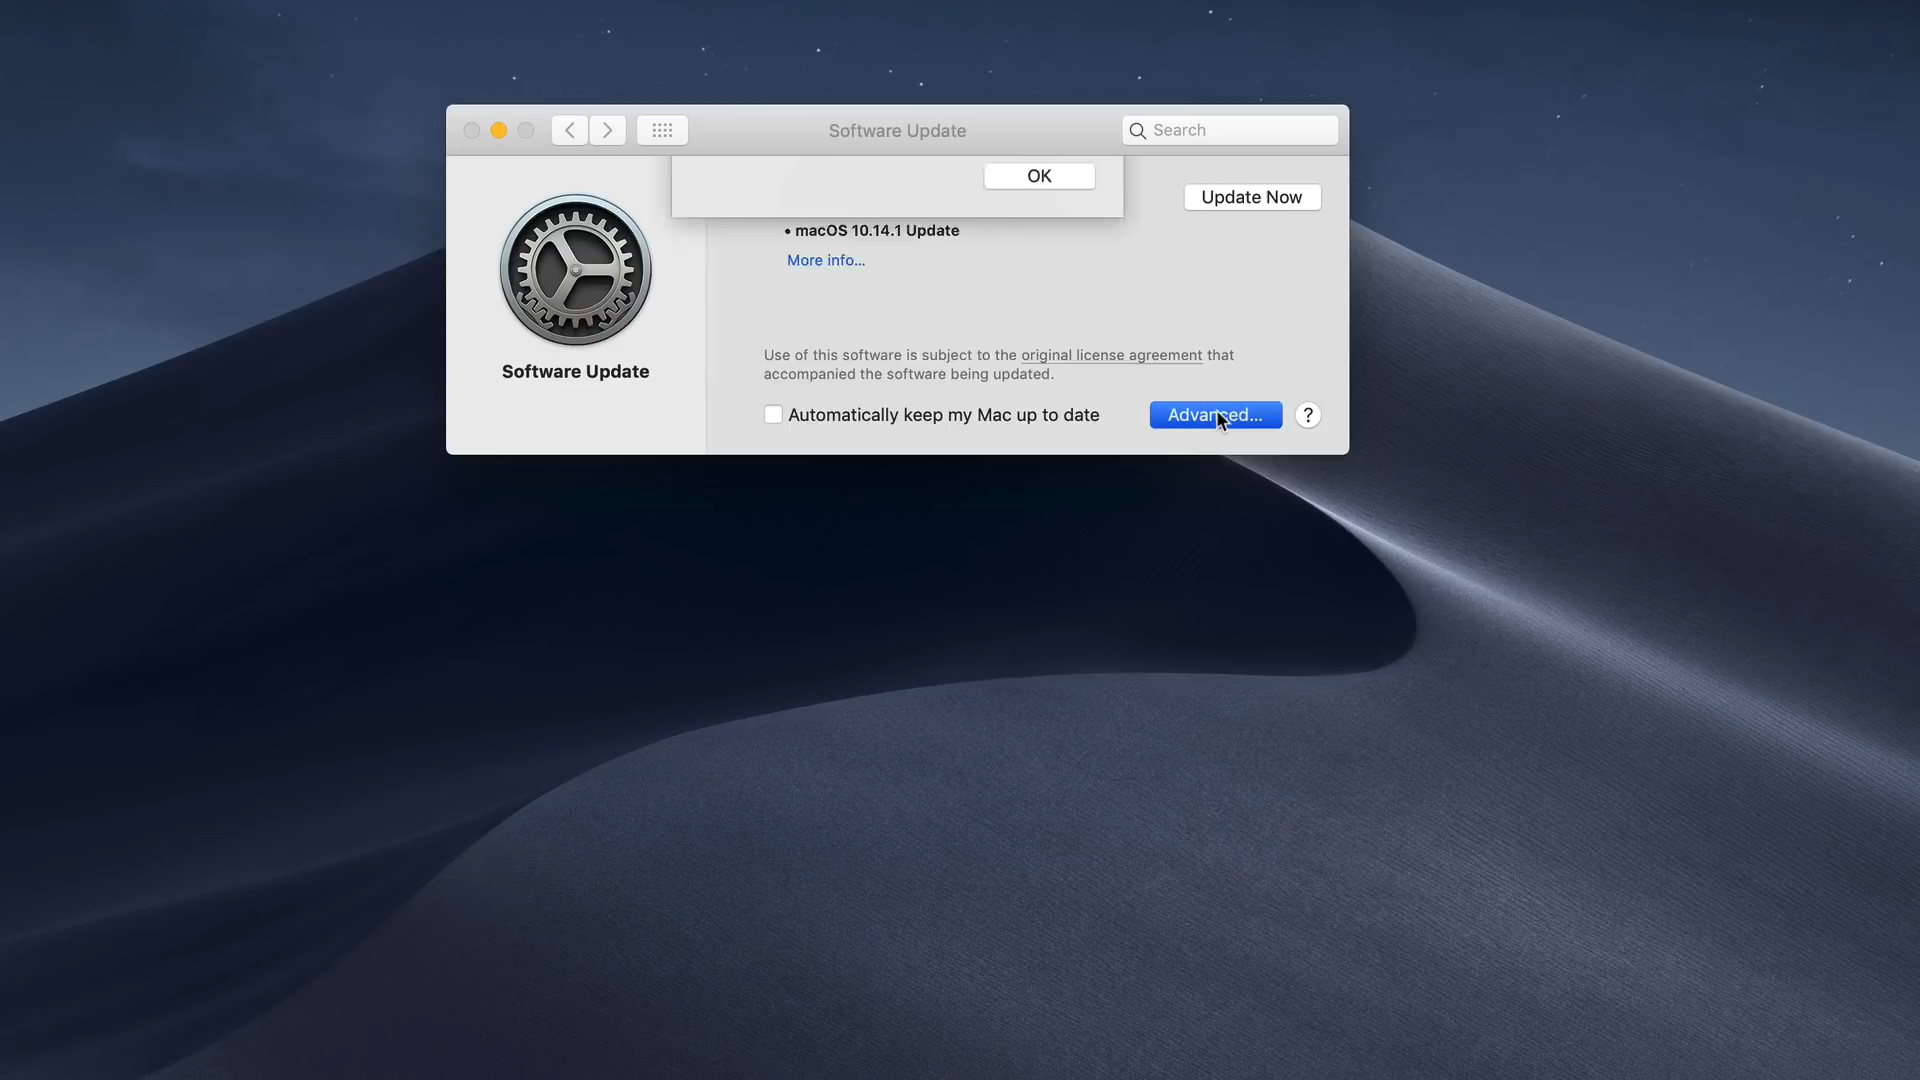 Software Update
Search
OK
Update Now
• macOS 10.14.1 Update
More info...
Software Update
Use of this software is subject to the original license agreement that
accompanied the software being updated.
Automatically keep my Mac up to date
Advanced...
?